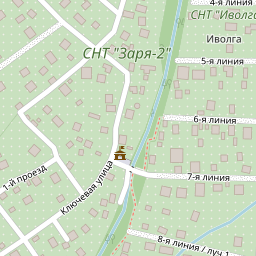 4-я линия
СНТ "Иволга
Иволга
СНТ "Заря-2"
5-я линия
6-я линия
1-й проезд
Ключевая улица
7-я линия
8-я линия / луч 1